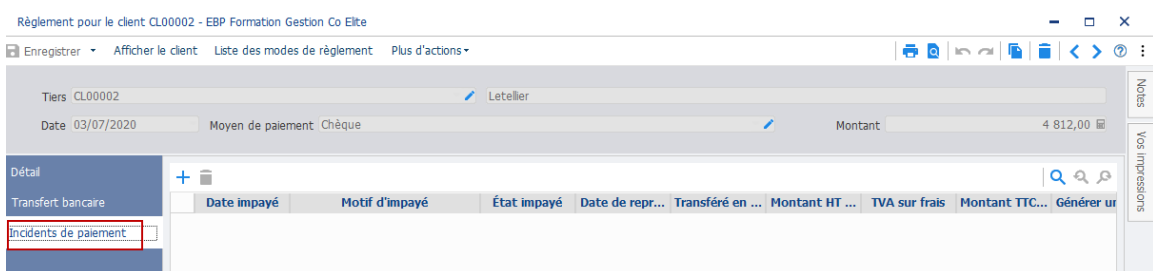 Règlement pour le client CL00002 - EBP Formation Gestion Co Elite
Enregistrer Afficher le client Liste des modes de règlement Plus d'actions
Tiers CL00002 Letellier
Date 03/07/2020 Moyen de paiement Chèque Montant 4 812,00
Notes
Vos Impressions
Détail
Transfert bancaire
Incidents de paiement
Date impayé Motif d'impayé État impayé Date de repr... Transféré en ... Montant HT ... TVA sur frais Montant TTC... Générer un